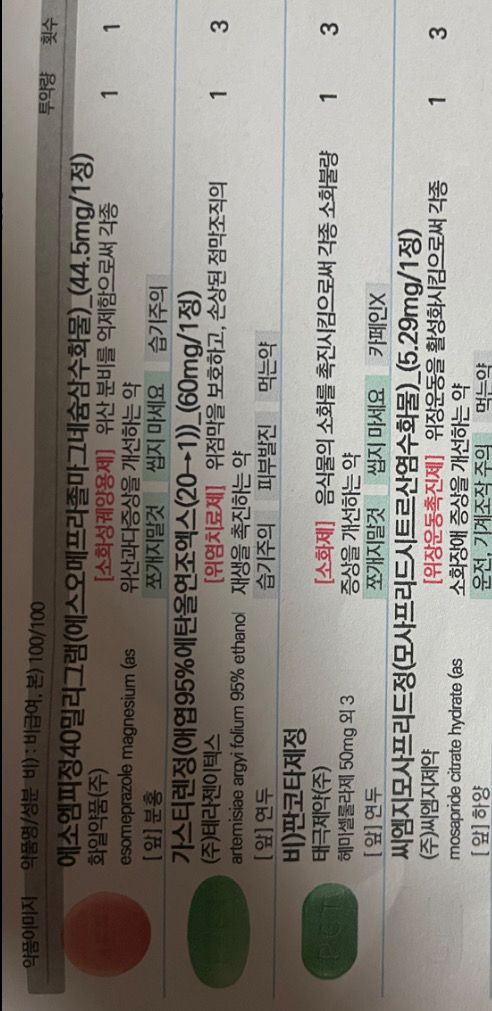 약품이미지 약품명/성분 비) : 비급여, 본) 100/100 투약량 횟수
에소엠피정40밀리그램(에스오메프라졸마그네슘삼수화물)_(44.5mg/1정)
화일약품(주) [소화성궤양용제] 위산 분비를 억제함으로써 각종 1 1
esomeprazole magnesium (as 위산과다증상을 개선하는 약
[앞] 분홍 쪼개지말것 씹지 마세요 습기주의
가스티렌정(애엽95%에탄올연조엑스(20→1))_(60mg/1정)
(주)테라젠이텍스 [위염치료제] 위점막을 보호하고, 손상된 점막조직의 1 3
artemisiae argyi folium 95% ethanol 재생을 촉진하는 약
[앞] 연두 습기주의 피부발진 먹는약
비)판코타제정
태극제약(주) [소화제] 음식물의 소화를 촉진시킴으로써 각종 소화불량 1 3
헤미셀룰라제 50mg 외 3 증상을 개선하는 약
[앞] 연두 쪼개지말것 씹지 마세요 카페인X
씨엠지모사프리드정(모사프리드시트르산염수화물)_(5.29mg/1정)
(주)씨엠지제약 [위장운동촉진제] 위장운동을 활성화시킴으로써 각종 1 3
mosapride citrate hydrate (as 소화장애 증상을 개선하는 약
[앞] 하양 운전, 기계조작 주의 먹는약